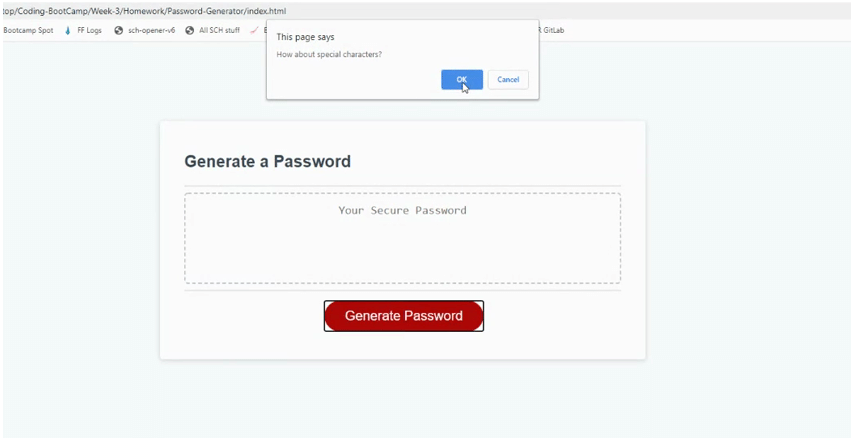 top/Coding-BootCamp/Week-3/Homework/Password-Generator/index.html
Bootcamp Spot FF Logs sch-opener-v6 All SCH stuff GitLab
This page says
How about special characters?
OK Cancel
Generate a Password
Your Secure Password
Generate Password